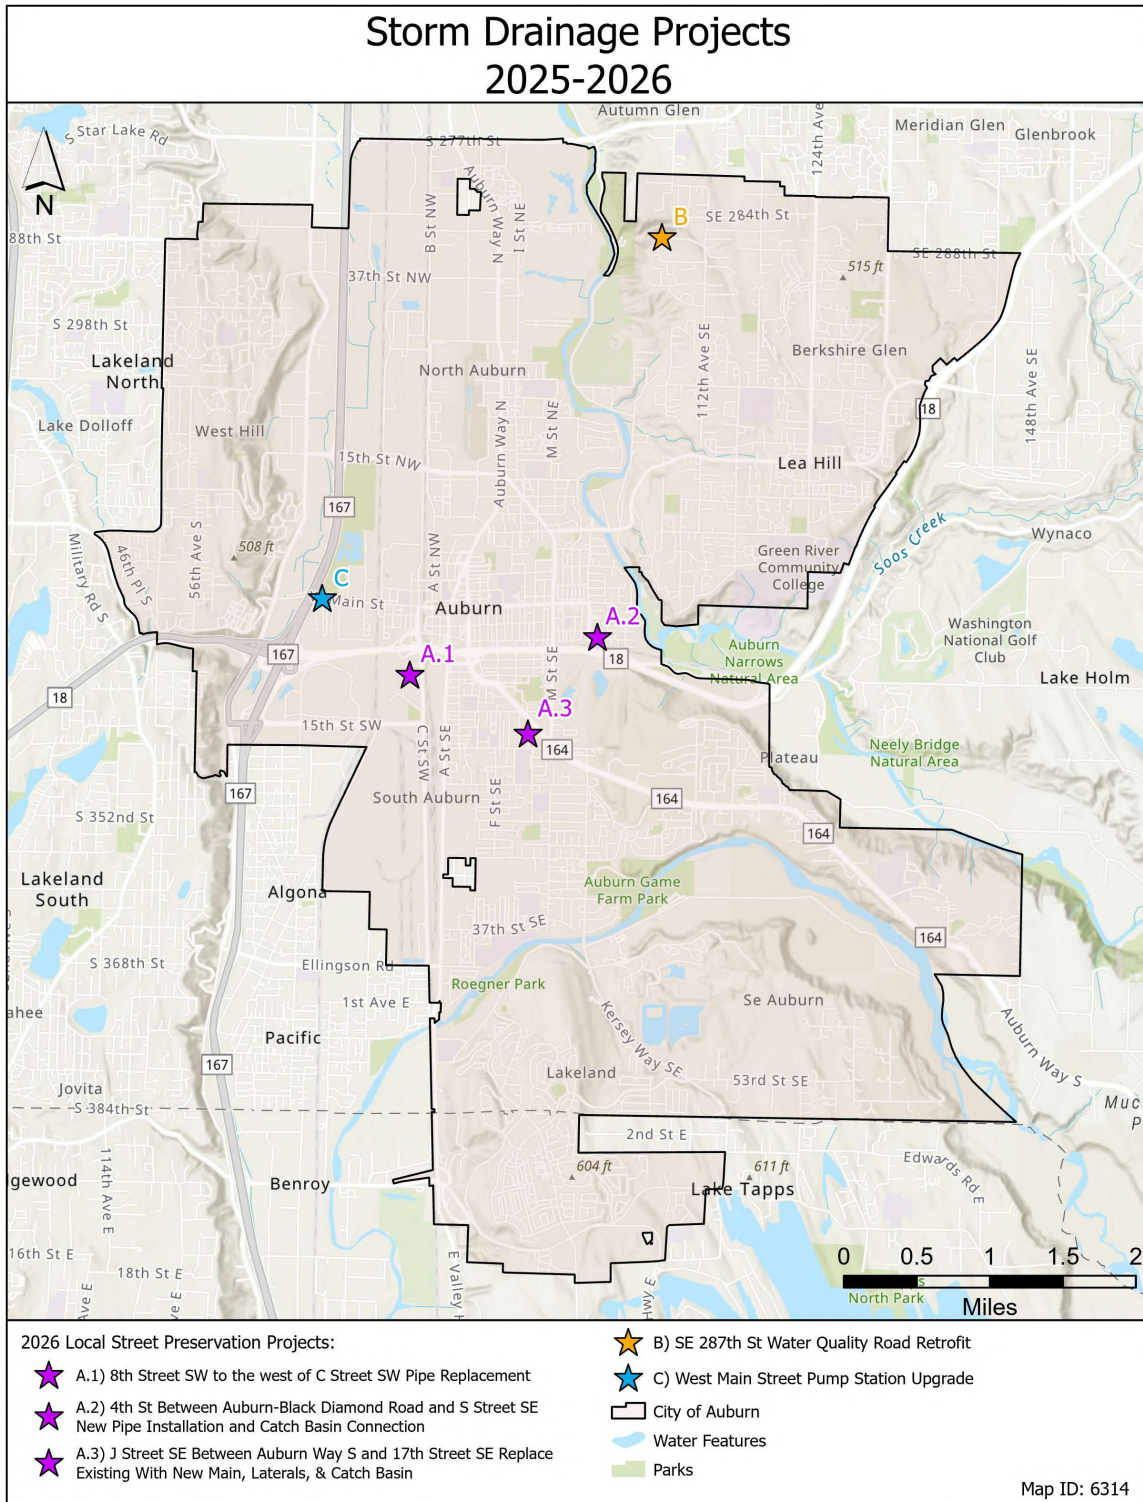 Storm Drainage Projects
2025-2026
Autumn Glen
S Star Lake Rd
S 277th St
124th Ave
Meridian Glen
Glenbrook
N
Auburn Way N
B St NW
I St NE
B
SE 284th St
88th St
SE 288th St
37th St NW
515 ft
S 298th St
Lakeland
North
112th Ave SE
Berkshire Glen
148th Ave SE
North Auburn
18
Lake Dolloff
West Hill
Auburn Way N
M St NE
15th St NW
Lea Hill
167
Soos Creek
Military Rd S
46th Pl S
56th Ave S
508 ft
A St NW
Wynaco
Green River
Community
College
C
Main St
Auburn
A.2
Washington
National Golf
Club
167
A.1
M St SE
18
Auburn
Narrows
Natural Area
Lake Holm
18
A.3
15th St SW
C St SW
A St SE
164
Neely Bridge
Natural Area
Plateau
167
South Auburn
F St SE
164
S 352nd St
164
Lakeland
South
Algona
Auburn Game
Farm Park
37th St SE
164
S 368th St
Ellingson Rd
Roegner Park
1st Ave E
Se Auburn
ahee
Kersey Way SE
Auburn Way S
Pacific
167
Lakeland
53rd St SE
Jovita
S 384th St
Muc
P
2nd St E
114th Ave E
604 ft
611 ft
Edwards Rd E
dgewood
Benroy
Lake Tapps
16th St E
18th St E
E Valley H
Hwy E
Ave E
ve E
0 0.5 1 1.5 2
Miles
s
North Park
2026 Local Street Preservation Projects:
A.1) 8th Street SW to the west of C Street SW Pipe Replacement
A.2) 4th St Between Auburn-Black Diamond Road and S Street SE
New Pipe Installation and Catch Basin Connection
A.3) J Street SE Between Auburn Way S and 17th Street SE Replace
Existing With New Main, Laterals, & Catch Basin
B) SE 287th St Water Quality Road Retrofit
C) West Main Street Pump Station Upgrade
City of Auburn
Water Features
Parks
Map ID: 6314